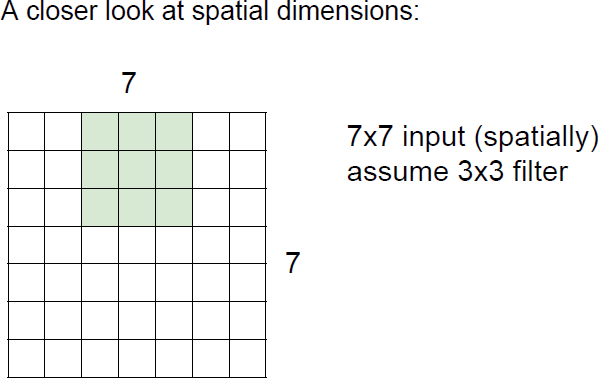 A closer look at spatial dimensions:
7
7x7 input (spatially)
assume 3x3 filter
7